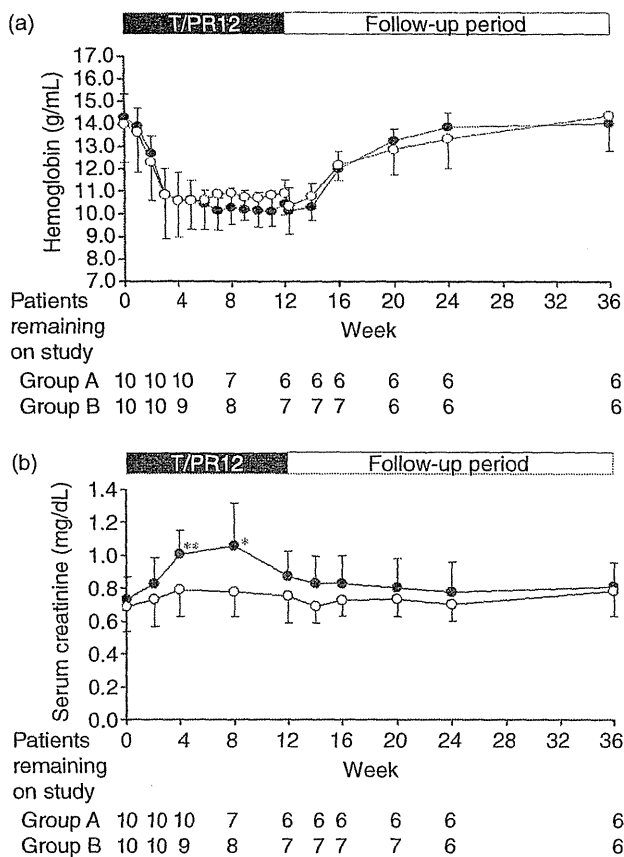 (a)
T/PR12 Follow-up period
17.0
16.0
15.0
14.0
13.0
12.0
11.0
10.0
9.0
8.0
7.0
Hemoglobin (g/mL)
0 4 8 12 16 20 24 28 32 36
Week
Patients
remaining
on study
Group A 10 10 10 7 6 6 6 6 6 6
Group B 10 10 9 8 7 7 7 6 6 6
(b)
T/PR12 Follow-up period
1.4
1.2
1.0
0.8
0.6
0.4
0.2
0.0
Serum creatinine (mg/dL)
** *
0 4 8 12 16 20 24 28 32 36
Week
Patients
remaining
on study
Group A 10 10 10 7 6 6 6 6 6 6
Group B 10 10 9 8 7 7 7 7 6 6